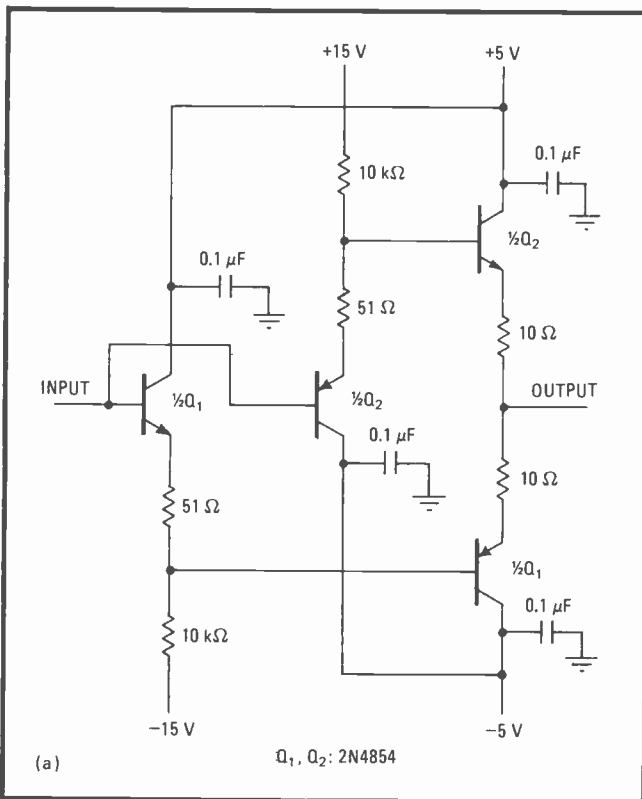 +15 V
+5 V
0.1 µF
10 kΩ
½Q2
0.1 µF
51 Ω
10 Ω
INPUT
½Q1
½Q2
OUTPUT
0.1 µF
10 Ω
51 Ω
½Q1
0.1 µF
10 kΩ
−15 V
−5 V
(a)
Q1, Q2: 2N4854